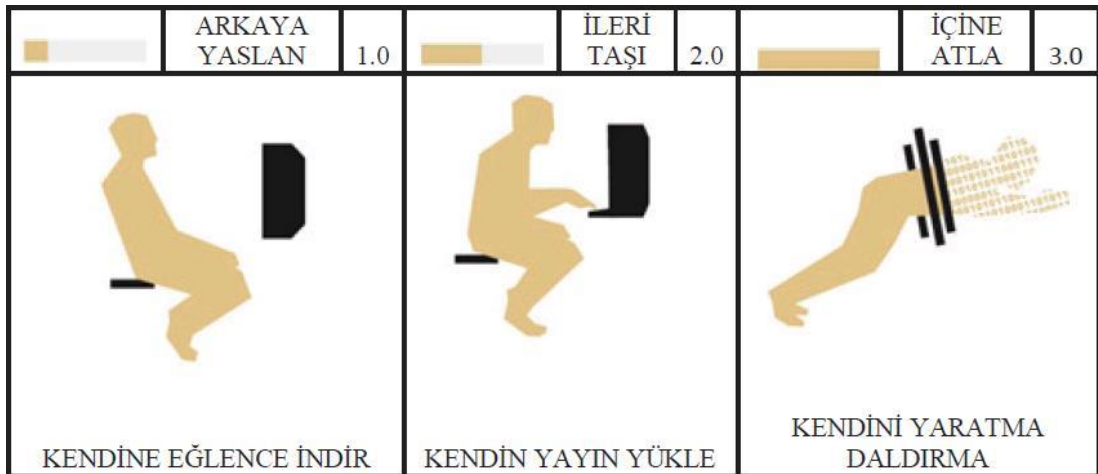 ARKAYA
YASLAN
1.0
İLERİ
TAŞI
2.0
İÇİNE
ATLA
3.0
KENDİNE EĞLENCE İNDİR
KENDİN YAYIN YÜKLE
KENDİNİ YARATMA
DALDIRMA